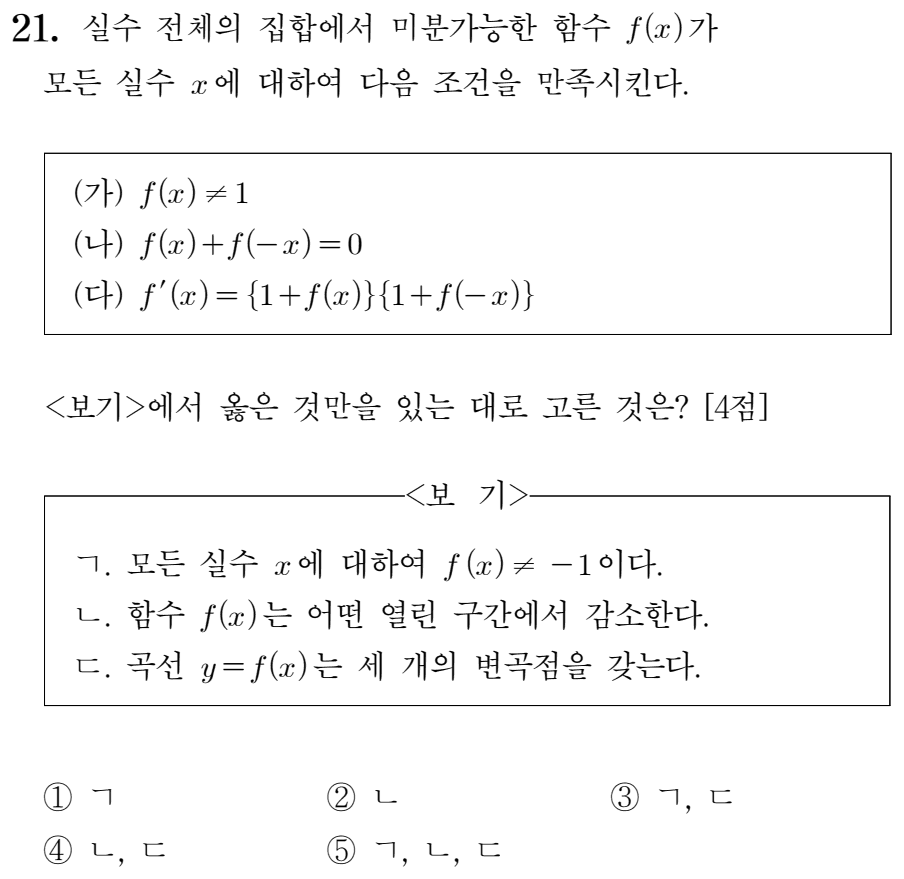 21. 실수 전체의 집합에서 미분가능한 함수 f(x)가
모든 실수 x에 대하여 다음 조건을 만족시킨다.
(가) f(x)≠1
(나) f(x)+f(−x)=0
(다) f′(x)={1+f(x)}{1+f(−x)}
<보기>에서 옳은 것만을 있는 대로 고른 것은? [4점]
<보 기>
ㄱ. 모든 실수 x에 대하여 f(x)≠−1이다.
ㄴ. 함수 f(x)는 어떤 열린 구간에서 감소한다.
ㄷ. 곡선 y=f(x)는 세 개의 변곡점을 갖는다.
① ㄱ ② ㄴ ③ ㄱ, ㄷ
④ ㄴ, ㄷ ⑤ ㄱ, ㄴ, ㄷ